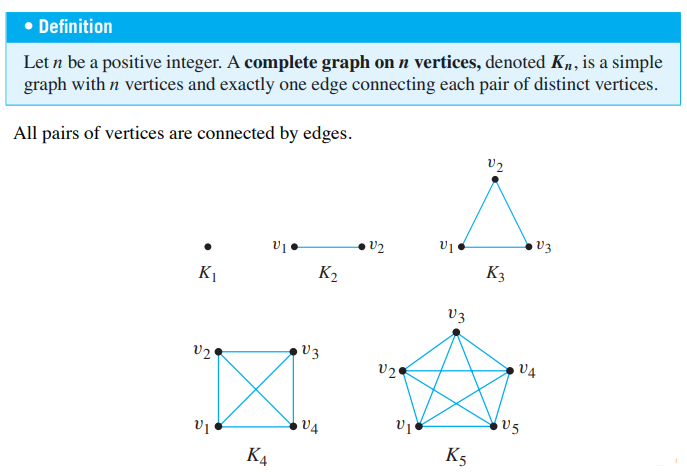 • Definition
Let n be a positive integer. A complete graph on n vertices, denoted Kₙ, is a simple
graph with n vertices and exactly one edge connecting each pair of distinct vertices.
All pairs of vertices are connected by edges.
v₂
v₁ v₂ v₁ v₃
K₁ K₂ K₃
v₃
v₂ v₃ v₂ v₄
v₁ v₄ v₁ v₅
K₄ K₅